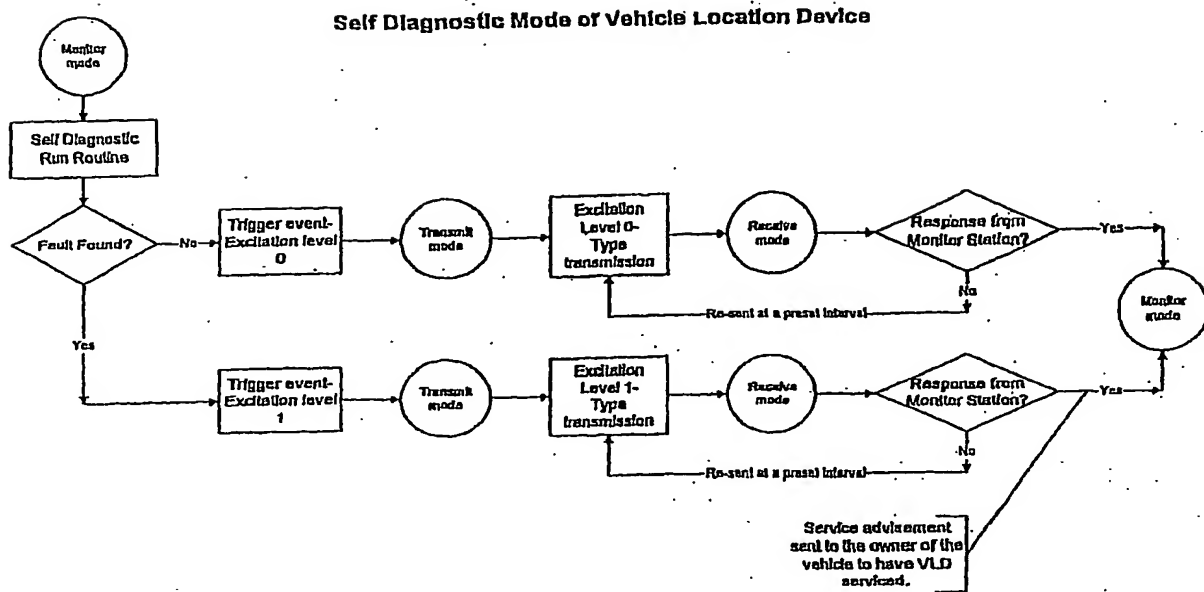 Self Diagnostic Mode of Vehicle Location Device
Monitor
mode
Self Diagnostic
Run Routine
Fault Found?
No
Trigger event-
Excitation level
0
Transmit
mode
Excitation
Level 0-
Type
transmission
Receive
mode
Response from
Monitor Station?
Yes
No
Re-sent at a preset interval
Monitor
mode
Yes
Trigger event-
Excitation level
1
Transmit
mode
Excitation
Level 1-
Type
transmission
Receive
mode
Response from
Monitor Station?
Yes
No
Re-sent at a preset interval
Service advisement
sent to the owner of the
vehicle to have VLD
serviced.